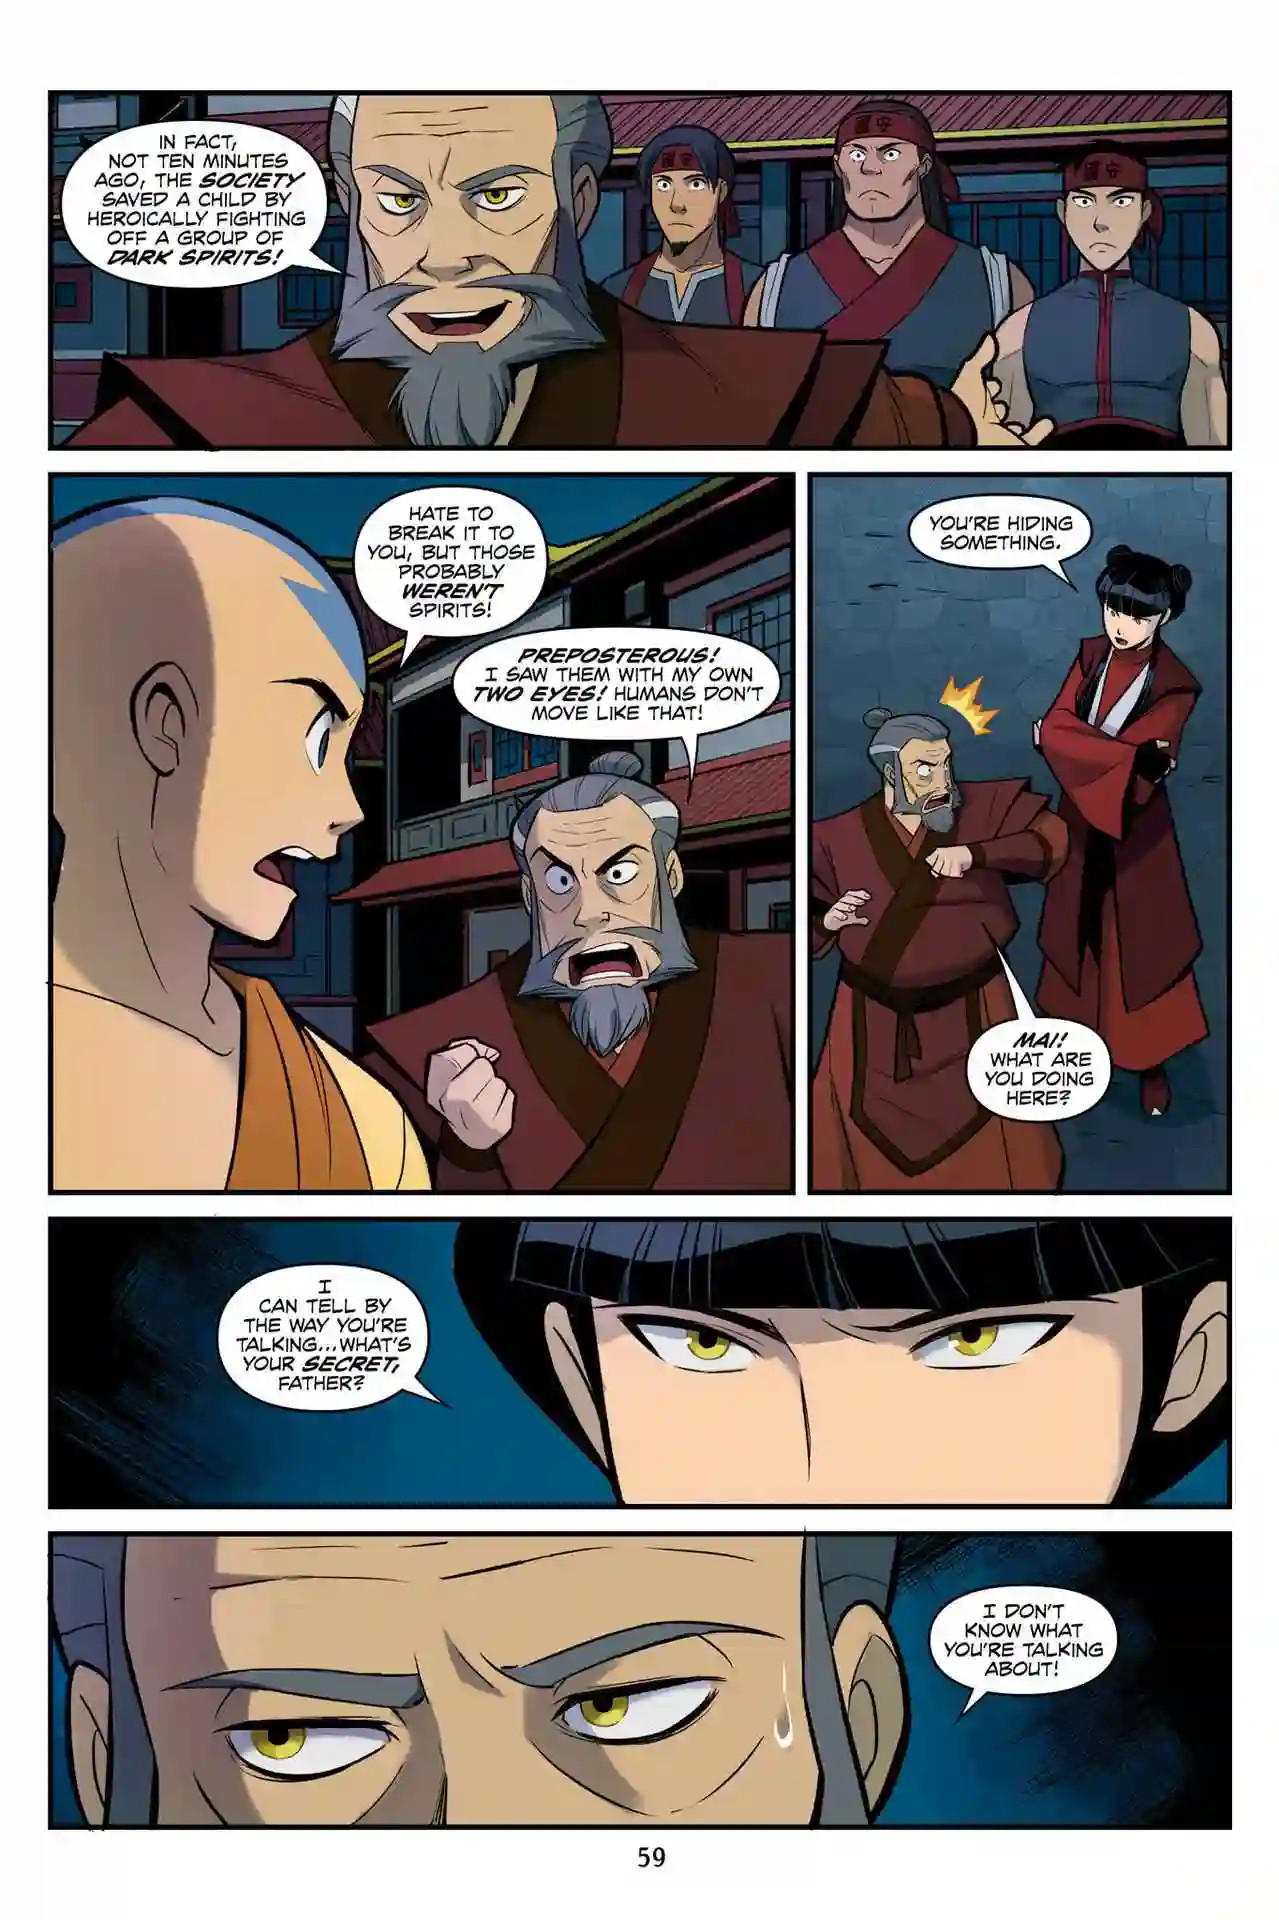 IN FACT,
NOT TEN MINUTES
AGO, THE SOCIETY
SAVED A CHILD BY
HEROICALLY FIGHTING
OFF A GROUP OF
DARK SPIRITS!
HATE TO
BREAK IT TO
YOU, BUT THOSE
PROBABLY
WEREN'T
SPIRITS!
PREPOSTEROUS!
I SAW THEM WITH MY OWN
TWO EYES! HUMANS DON'T
MOVE LIKE THAT!
YOU'RE HIDING
SOMETHING.
MAI!
WHAT ARE
YOU DOING
HERE?
I
CAN TELL BY
THE WAY YOU'RE
TALKING...WHAT'S
YOUR SECRET,
FATHER?
I DON'T
KNOW WHAT
YOU'RE TALKING
ABOUT!
59